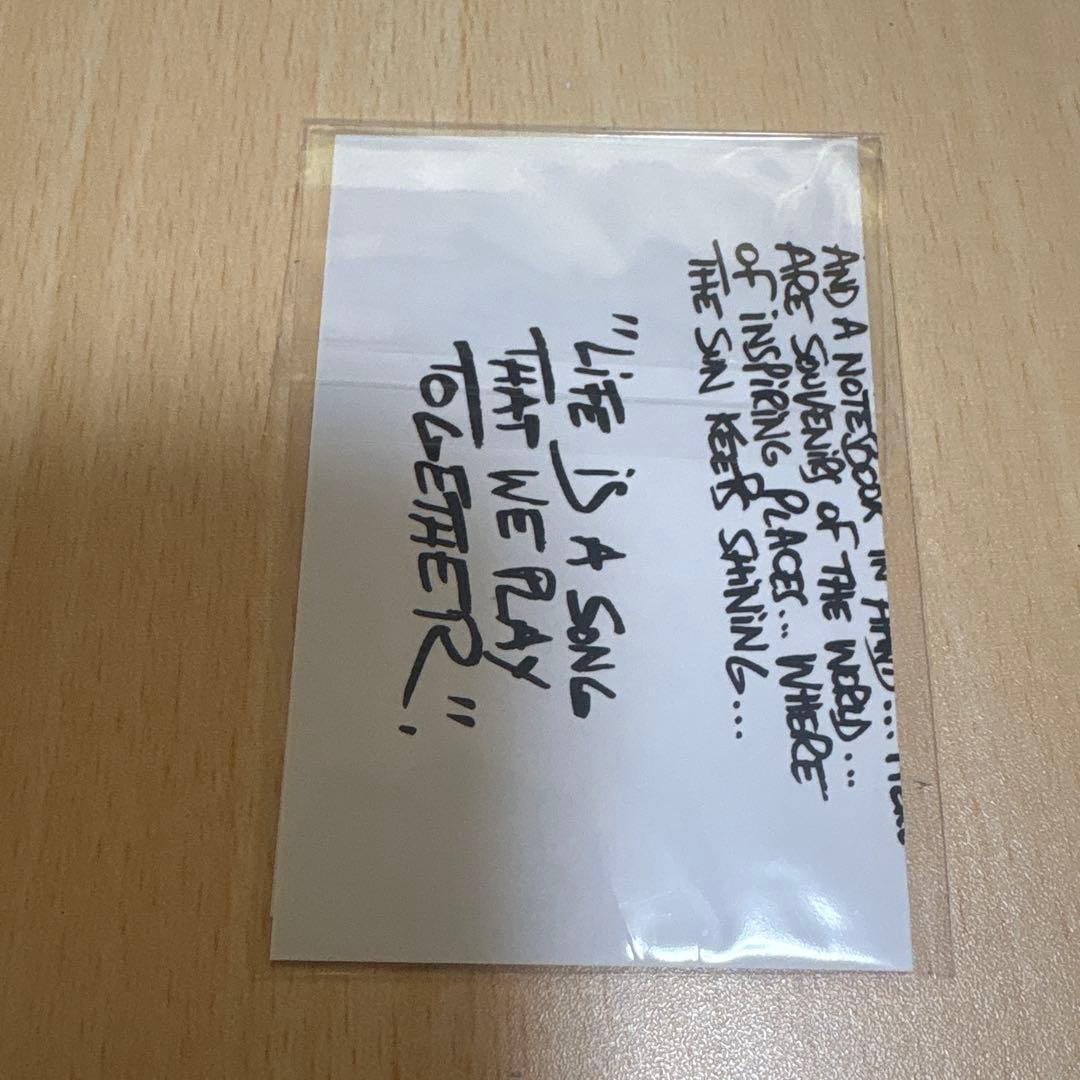 AND A NOTEBOOK IN HAND...
ARE SOUVENIRS OF THE WORLD...
OF INSPIRING PLACES... WHERE
THE SUN KEEPS SHINING...
"LIFE IS A SONG
THAT WE PLAY
TOGETHER".